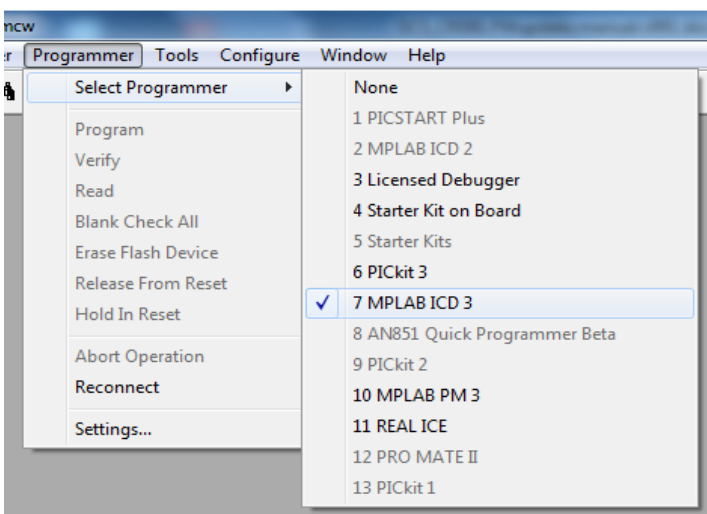 mcw
Programmer Tools Configure Window Help
Select Programmer
Program
Verify
Read
Blank Check All
Erase Flash Device
Release From Reset
Hold In Reset
Abort Operation
Reconnect
Settings...
None
1 PICSTART Plus
2 MPLAB ICD 2
3 Licensed Debugger
4 Starter Kit on Board
5 Starter Kits
6 PICkit 3
7 MPLAB ICD 3
8 AN851 Quick Programmer Beta
9 PICkit 2
10 MPLAB PM 3
11 REAL ICE
12 PRO MATE II
13 PICkit 1